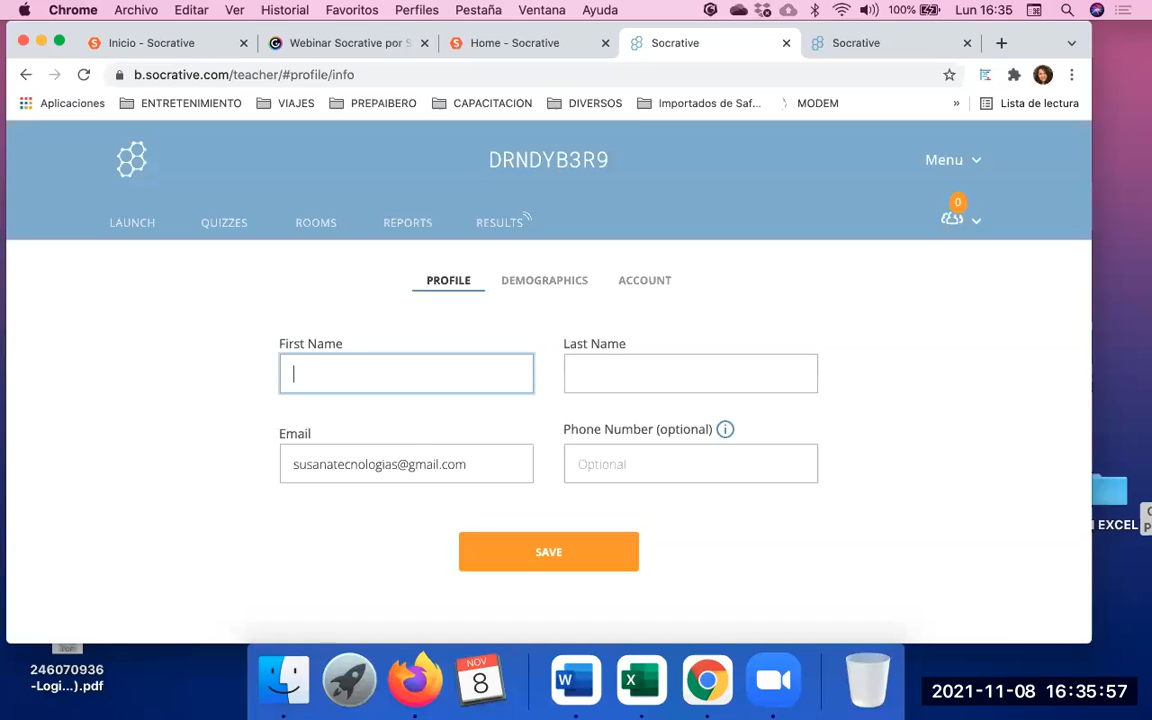 Chrome Archivo Editar Ver Historial Favoritos Perfiles Pestaña Ventana Ayuda 100% Lun 16:35
Inicio - Socrative Webinar Socrative por S Home - Socrative Socrative Socrative
b.socrative.com/teacher/#profile/info
Aplicaciones ENTRETENIMIENTO VIAJES PREPAIBERO CAPACITACION DIVERSOS Importados de Saf... MODEM » Lista de lectura
DRNDYB3R9
Menu
0
LAUNCH QUIZZES ROOMS REPORTS RESULTS
PROFILE DEMOGRAPHICS ACCOUNT
First Name Last Name
Email Phone Number (optional)
susanatecnologias@gmail.com Optional
SAVE
EXCEL
246070936
-Logi...).pdf
NOV
8
2021-11-08 16:35:57